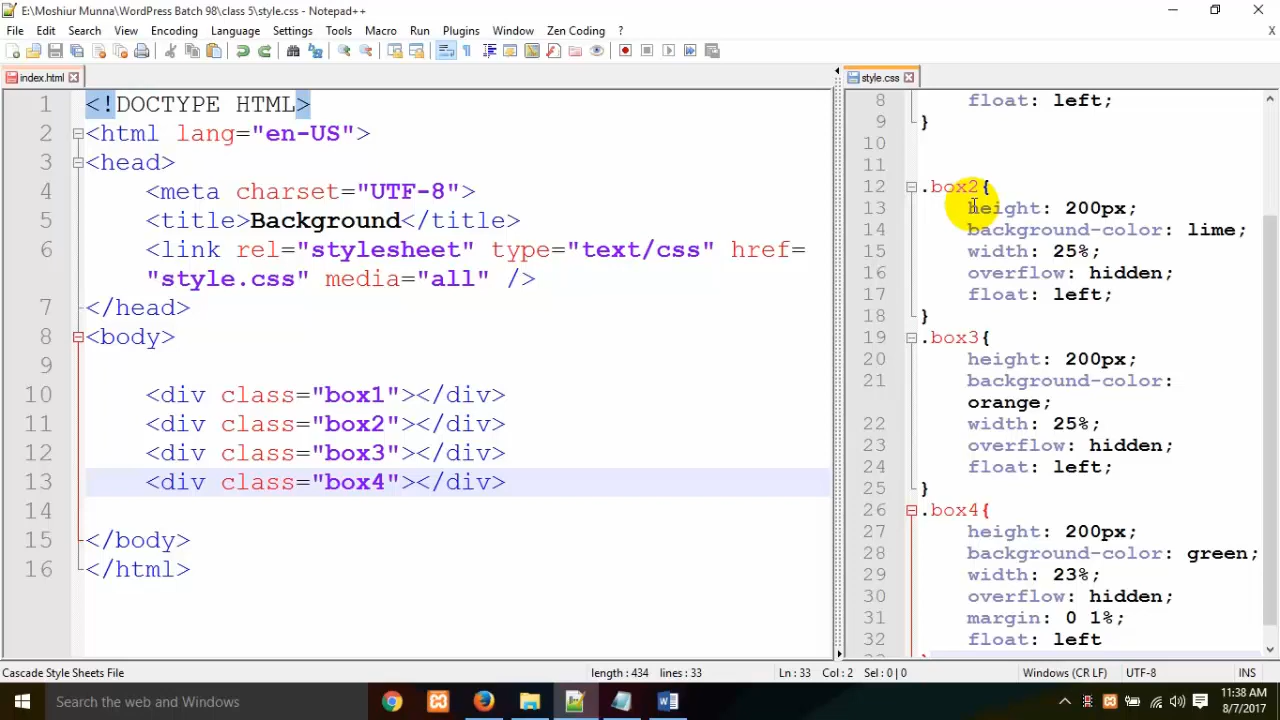 E:\Moshiur Munna\WordPress Batch 98\class 5\style.css - Notepad++
File Edit Search View Encoding Language Settings Tools Macro Run Plugins Window Zen Coding ?
X
index.html
1 <!DOCTYPE HTML>
2 <html lang="en-US">
3 <head>
4 <meta charset="UTF-8">
5 <title>Background</title>
6 <link rel="stylesheet" type="text/css" href=
"style.css" media="all" />
7 </head>
8 <body>
9
10 <div class="box1"></div>
11 <div class="box2"></div>
12 <div class="box3"></div>
13 <div class="box4"></div>
14
15 </body>
16 </html>
style.css
8 float: left;
9 }
10
11
12 .box2{
13 height: 200px;
14 background-color: lime;
15 width: 25%;
16 overflow: hidden;
17 float: left;
18 }
19 .box3{
20 height: 200px;
21 background-color:
orange;
22 width: 25%;
23 overflow: hidden;
24 float: left;
25 }
26 .box4{
27 height: 200px;
28 background-color: green;
29 width: 23%;
30 overflow: hidden;
31 margin: 0 1%;
32 float: left
33 }
Cascade Style Sheets File length : 434 lines : 33 Ln : 33 Col : 2 Sel : 0 | 0 Windows (CR LF) UTF-8 INS
Search the web and Windows
11:38 AM
8/7/2017